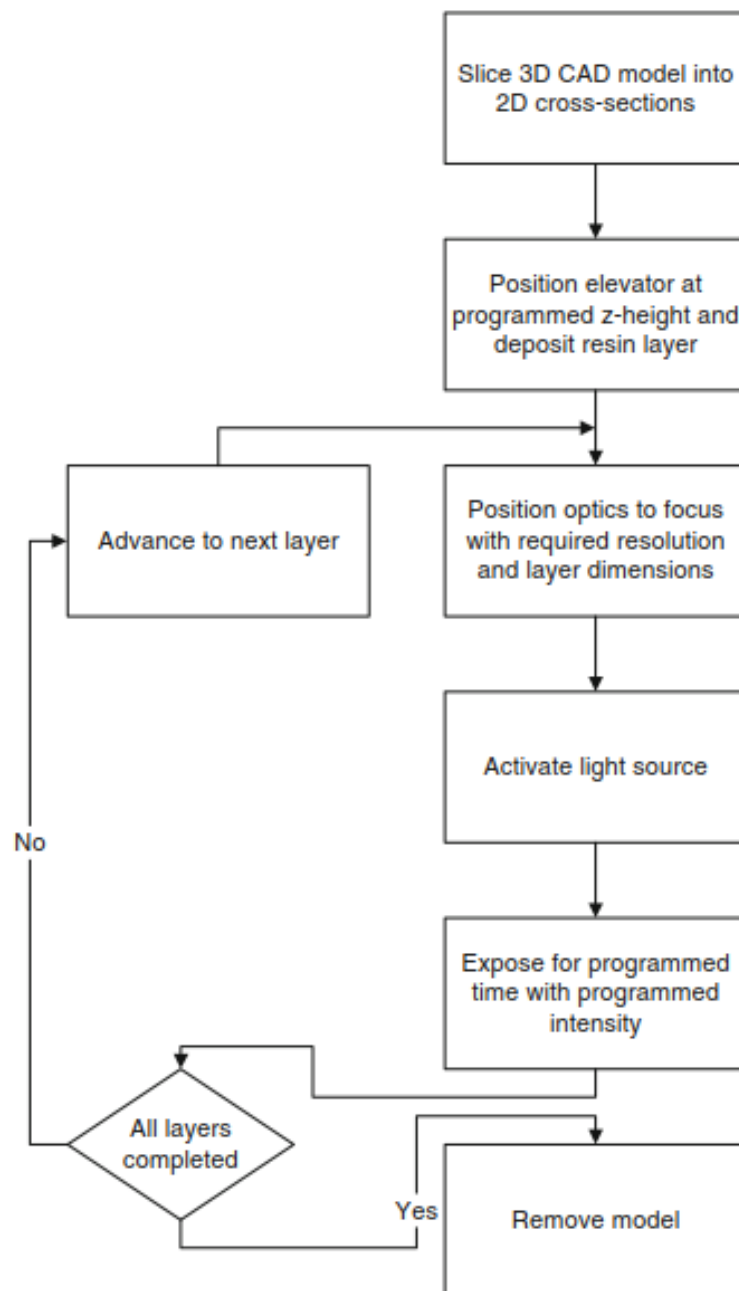 Slice 3D CAD model into
2D cross-sections
Position elevator at
programmed z-height and
deposit resin layer
Advance to next layer
Position optics to focus
with required resolution
and layer dimensions
Activate light source
No
Expose for programmed
time with programmed
intensity
All layers
completed
Yes
Remove model